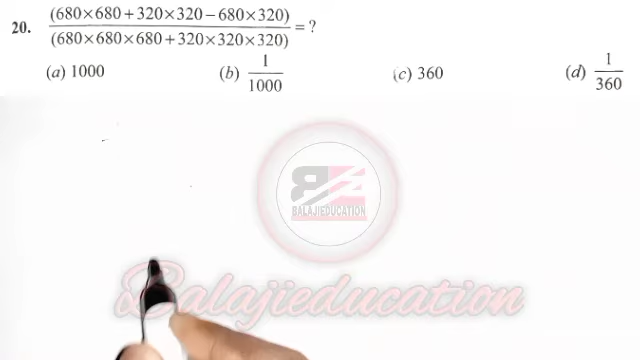 20. (680×680+320×320−680×320) / (680×680×680+320×320×320) = ?
(a) 1000 (b) 1/1000 (c) 360 (d) 1/360
BALAJIEDUCATION
Balajieducation